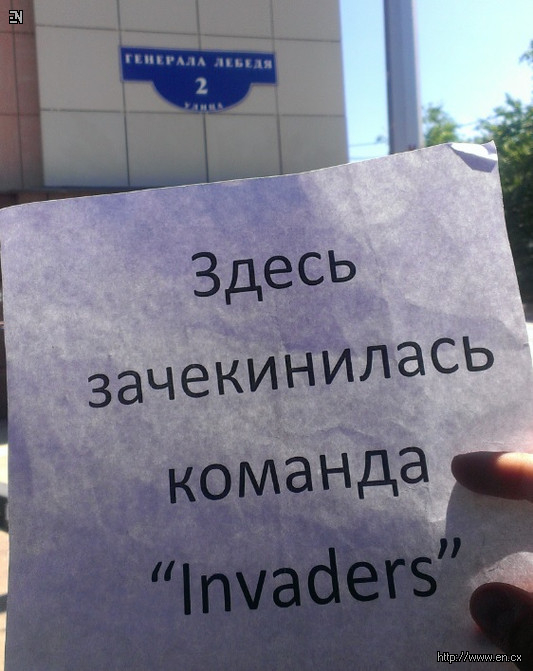 EN
ГЕНЕРАЛА ЛЕБЕДЯ
2
УЛИЦА
Здесь
зачекинилась
команда
“Invaders”
http://www.en.cx